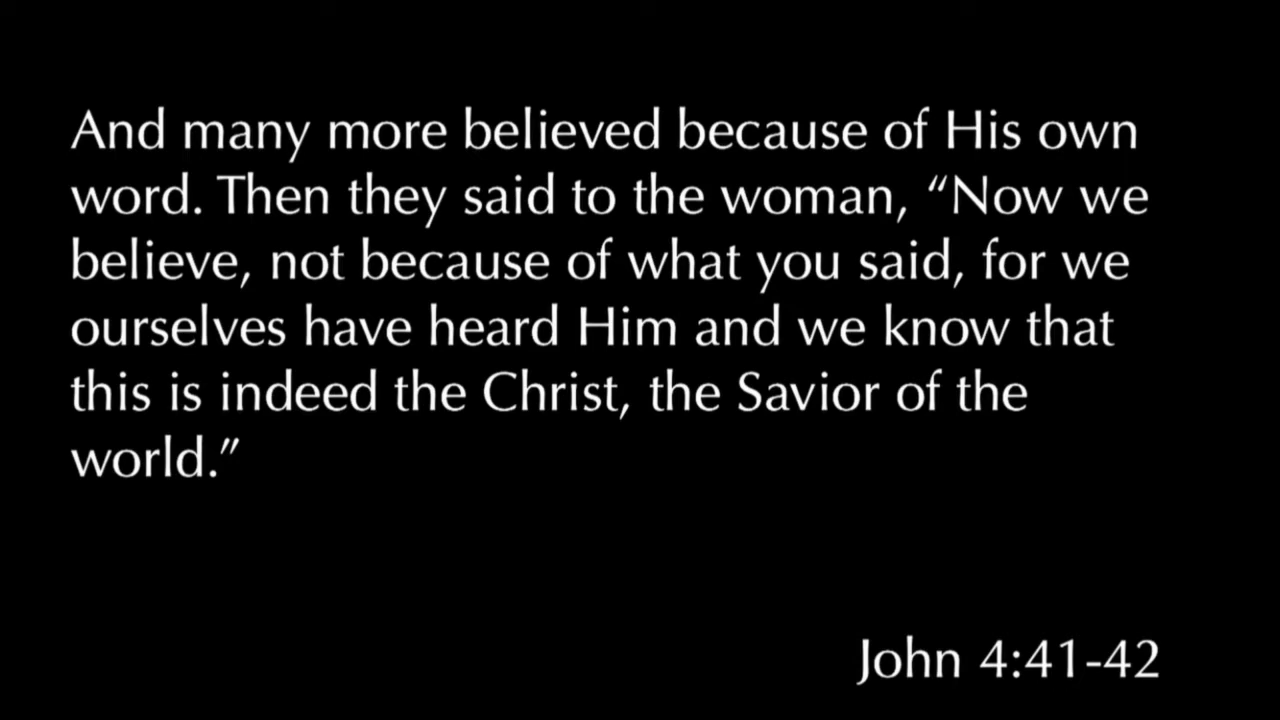 And many more believed because of His own
word. Then they said to the woman, “Now we
believe, not because of what you said, for we
ourselves have heard Him and we know that
this is indeed the Christ, the Savior of the
world.”
John 4:41-42